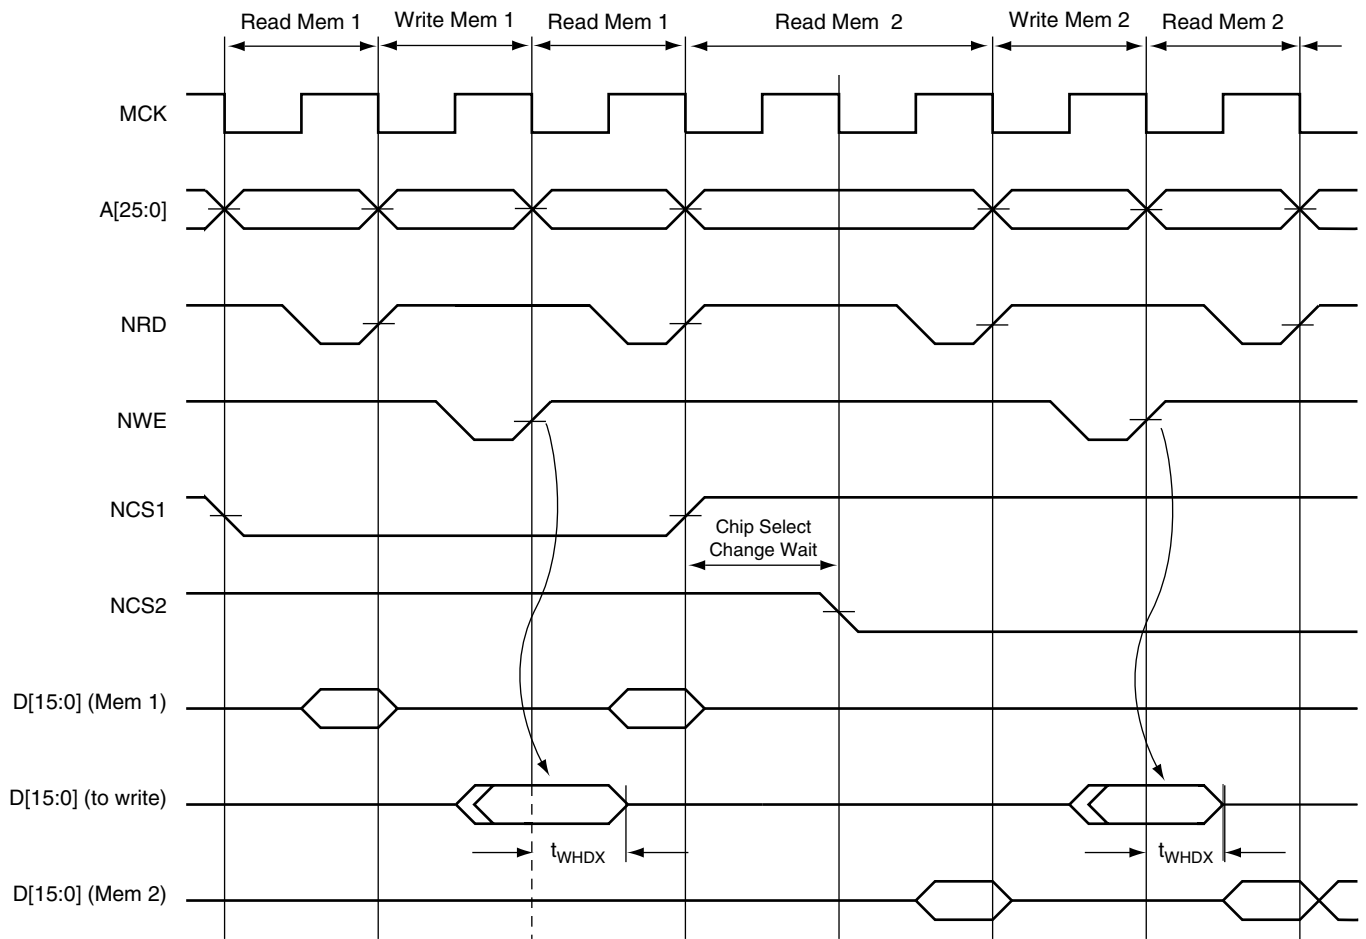 Read Mem 1
Write Mem 1
Read Mem 1
Read Mem 2
Write Mem 2
Read Mem 2
MCK
A[25:0]
NRD
NWE
NCS1
Chip Select
Change Wait
NCS2
D[15:0] (Mem 1)
D[15:0] (to write)
tWHDX
tWHDX
D[15:0] (Mem 2)